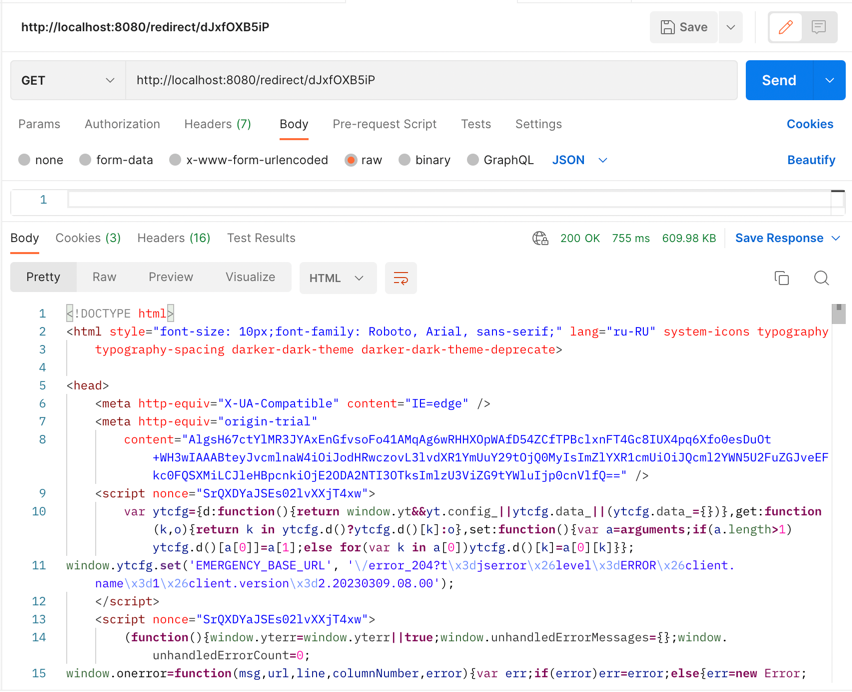 http://localhost:8080/redirect/dJxfOXB5iP
Save
GET
http://localhost:8080/redirect/dJxfOXB5iP
Send
Params Authorization Headers (7) Body Pre-request Script Tests Settings Cookies
none form-data x-www-form-urlencoded raw binary GraphQL JSON Beautify
1
Body Cookies (3) Headers (16) Test Results 200 OK 755 ms 609.98 KB Save Response
Pretty Raw Preview Visualize HTML
1 <!DOCTYPE html>
2 <html style="font-size: 10px;font-family: Roboto, Arial, sans-serif;" lang="ru-RU" system-icons typography
3 typography-spacing darker-dark-theme darker-dark-theme-deprecate>
4
5 <head>
6 <meta http-equiv="X-UA-Compatible" content="IE=edge" />
7 <meta http-equiv="origin-trial"
8 content="AlgsH67ctYlMR3JYAxEnGfvsoFo41AMqAg6wRHHXOpWAfD54ZCfTPBclxnFT4Gc8IUX4pq6Xfo0esDuOt
+WH3wIAAABteyJvcmlnaW4iOiJodHRwczovL3lvdXR1YmUuY29tOjQ0MyIsImZlYXR1cmUiOiJQcml2YWN5U2FuZGJveEF
kc0FQSXMiLCJleHBpcnkiOjE2ODA2NTI3OTksImlzU3ViZG9tYWluIjp0cnVlfQ==" />
9 <script nonce="SrQXDYaJSEs02lvXXjT4xw">
10 var ytcfg={d:function(){return window.yt&&yt.config_||ytcfg.data_||(ytcfg.data_={})},get:function
(k,o){return k in ytcfg.d()?ytcfg.d()[k]:o},set:function(){var a=arguments;if(a.length>1)
ytcfg.d()[a[0]]=a[1];else for(var k in a[0])ytcfg.d()[k]=a[0][k]}};
11 window.ytcfg.set('EMERGENCY_BASE_URL', '\/error_204?t\x3djserror\x26level\x3dERROR\x26client.
name\x3d1\x26client.version\x3d2.20230309.08.00');
12 </script>
13 <script nonce="SrQXDYaJSEs02lvXXjT4xw">
14 (function(){window.yterr=window.yterr||true;window.unhandledErrorMessages={};window.
unhandledErrorCount=0;
15 window.onerror=function(msg,url,line,columnNumber,error){var err;if(error)err=error;else{err=new Error;